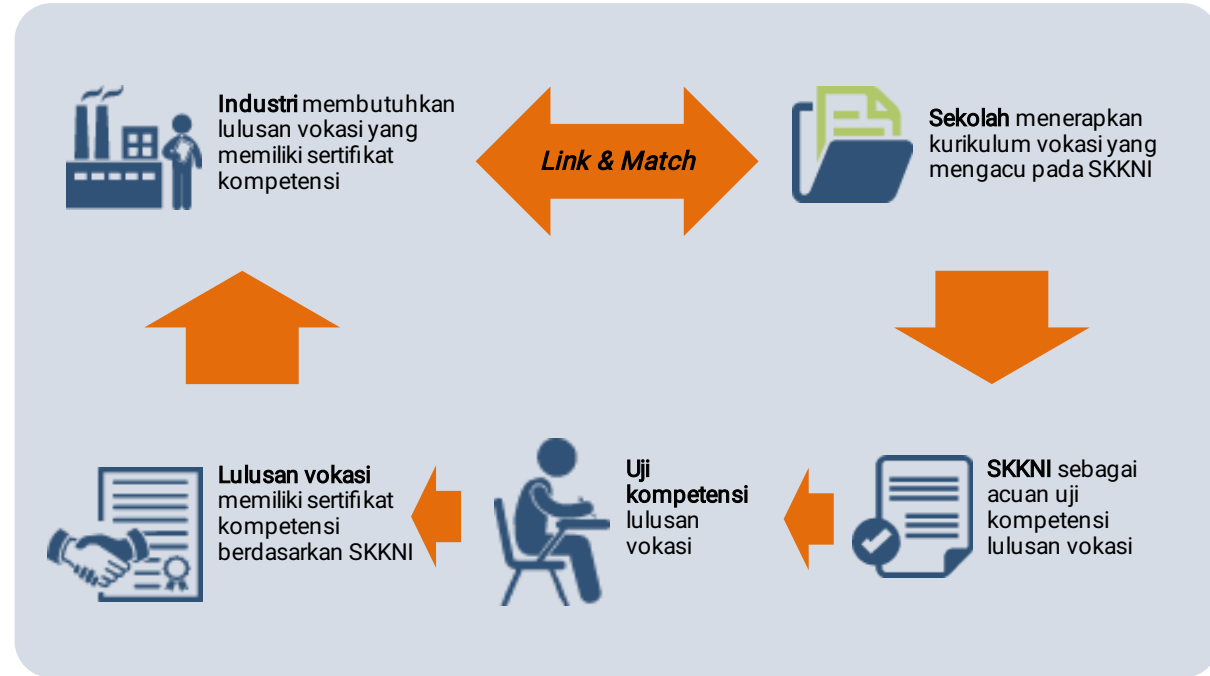 Industri membutuhkan
lulusan vokasi yang
memiliki sertifikat
kompetensi
Link & Match
Sekolah menerapkan
kurikulum vokasi yang
mengacu pada SKKNI
SKKNI sebagai
acuan uji
kompetensi
lulusan vokasi
Uji
kompetensi
lulusan
vokasi
Lulusan vokasi
memiliki sertifikat
kompetensi
berdasarkan SKKNI